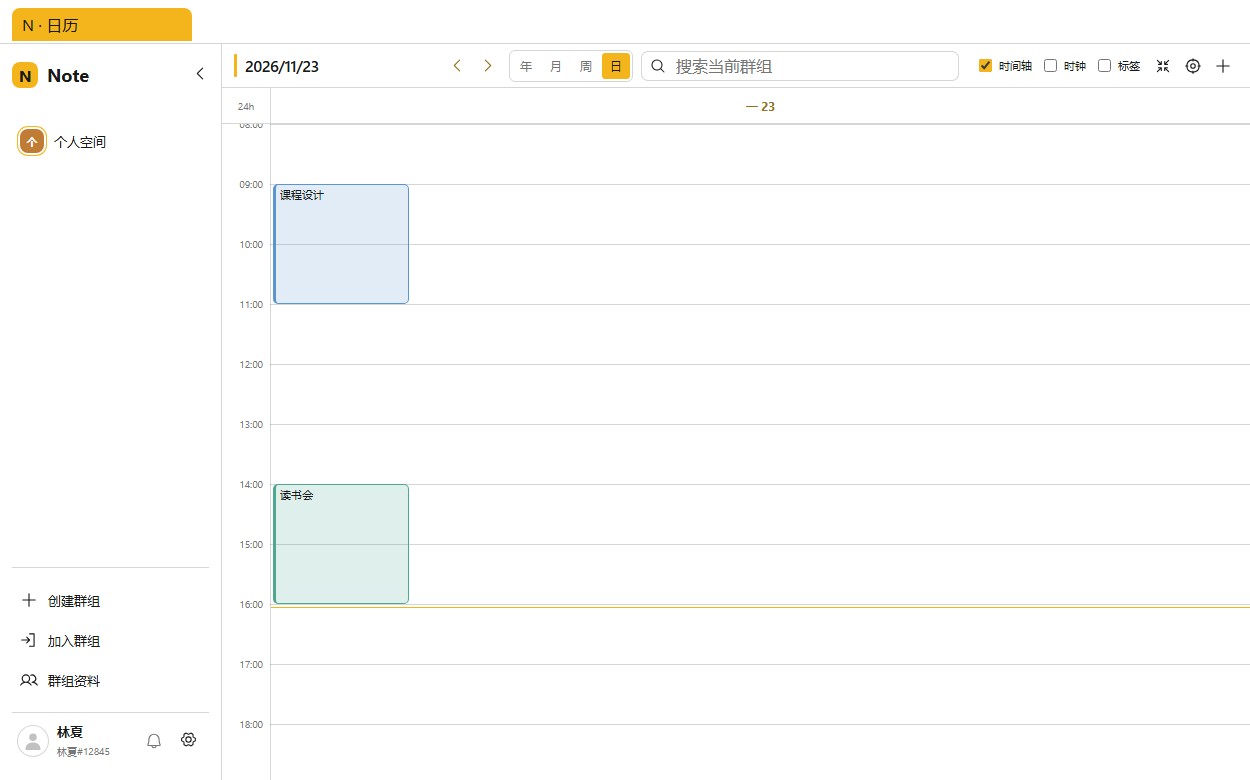 N · 日历
N Note
个人空间
创建群组
加入群组
群组资料
林夏
林夏#12845
2026/11/23
年 月 周 日
搜索当前群组
时间轴 时钟 标签
24h
一 23
08:00
09:00
课程设计
10:00
11:00
12:00
13:00
14:00
读书会
15:00
16:00
17:00
18:00